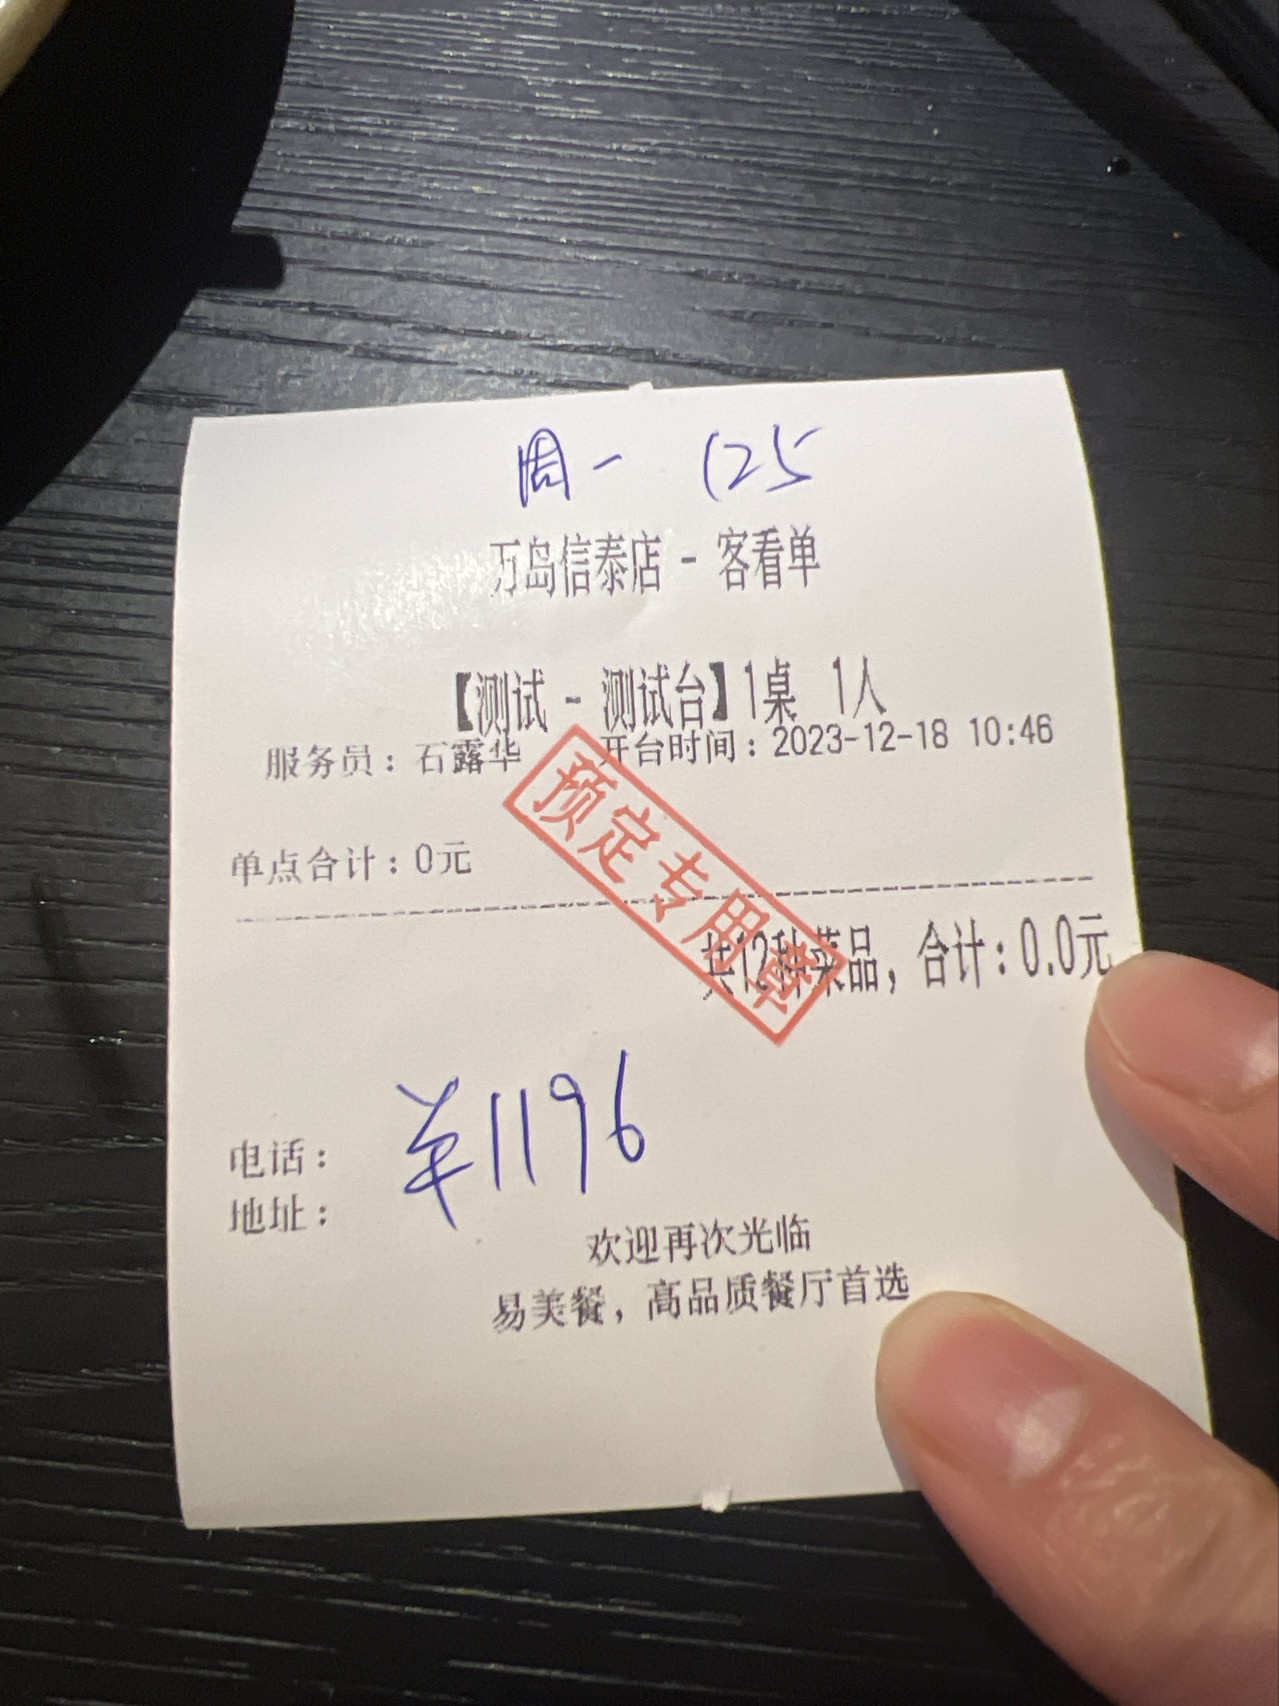 周一 125
万岛信泰店 - 客看单
【测试 - 测试台】1桌 1人
服务员：石露华 开台时间：2023-12-18 10:46
预定专用章
单点合计：0元
共12种菜品，合计：0.0元
¥1196
电话：
地址：
欢迎再次光临
易美餐，高品质餐厅首选